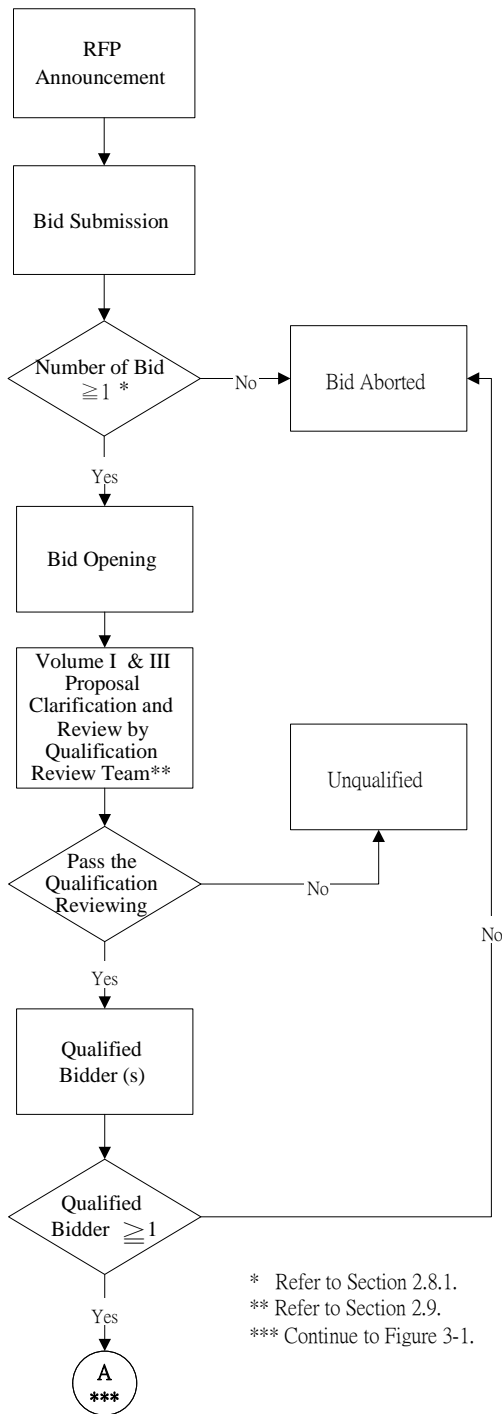 RFP
Announcement
Bid Submission
Number of Bid
≧1 *
No
Bid Aborted
Yes
Bid Opening
Volume I & III
Proposal
Clarification and
Review by
Qualification
Review Team**
Unqualified
Pass the
Qualification
Reviewing
No
Yes
No
Qualified
Bidder (s)
Qualified
Bidder ≧1
Yes
* Refer to Section 2.8.1.
** Refer to Section 2.9.
*** Continue to Figure 3-1.
A
***